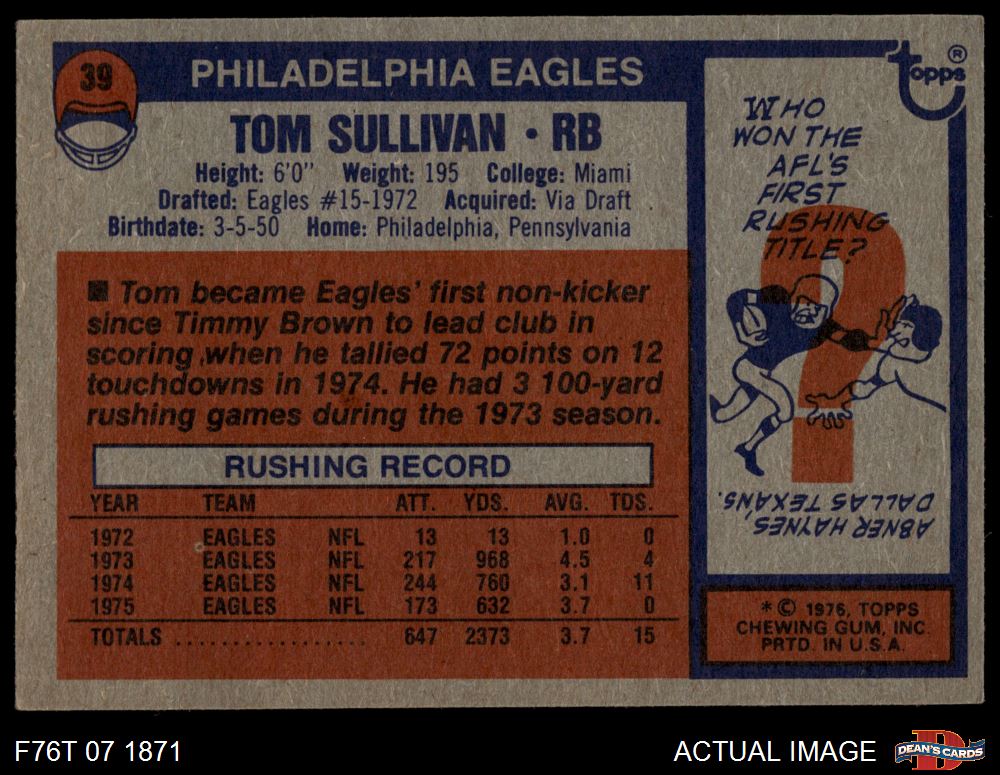 39
PHILADELPHIA EAGLES
TOM SULLIVAN • RB
Height: 6'0" Weight: 195 College: Miami
Drafted: Eagles #15-1972 Acquired: Via Draft
Birthdate: 3-5-50 Home: Philadelphia, Pennsylvania
■ Tom became Eagles' first non-kicker
since Timmy Brown to lead club in
scoring when he tallied 72 points on 12
touchdowns in 1974. He had 3 100-yard
rushing games during the 1973 season.
RUSHING RECORD
YEAR TEAM ATT. YDS. AVG. TDS.
1972 EAGLES NFL 13 13 1.0 0
1973 EAGLES NFL 217 968 4.5 4
1974 EAGLES NFL 244 760 3.1 11
1975 EAGLES NFL 173 632 3.7 0
TOTALS .................. 647 2373 3.7 15
topps®
WHO
WON THE
AFL'S
FIRST
RUSHING
TITLE?
ABNER HAYNES,
DALLAS TEXANS.
* © 1976, TOPPS
CHEWING GUM, INC.
PRTD. IN U.S.A.
F76T 07 1871
ACTUAL IMAGE
D
DEAN'S CARDS